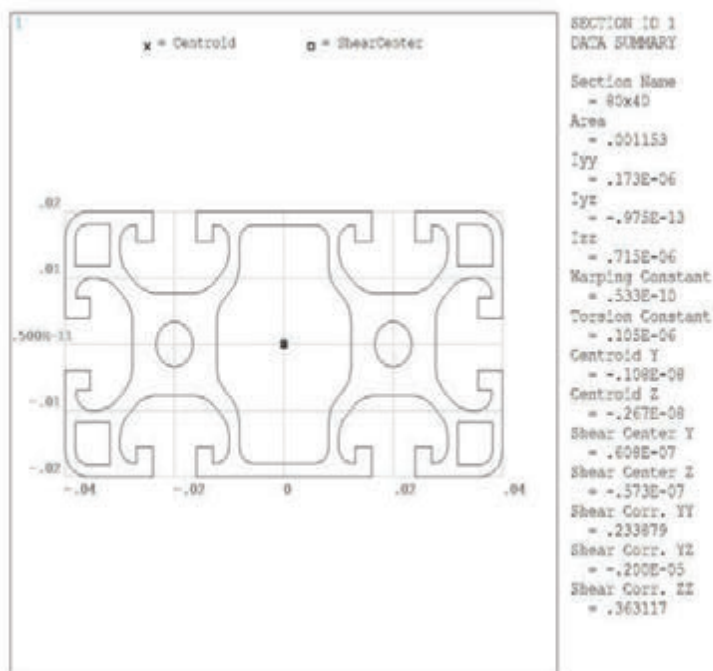 1
x = Centroid
o = ShearCenter
.02
.01
.500E-11
-.01
-.02
-.04
-.02
0
.02
.04
SECTION ID 1
DATA SUMMARY
Section Name
= 80x40
Area
= .001153
Iyy
= .173E-06
Iyz
= -.975E-13
Izz
= .715E-06
Warping Constant
= .533E-10
Torsion Constant
= .105E-06
Centroid Y
= -.108E-08
Centroid Z
= -.267E-08
Shear Center Y
= .608E-07
Shear Center Z
= -.573E-07
Shear Corr. YY
= .233879
Shear Corr. YZ
= -.200E-05
Shear Corr. ZZ
= .363117